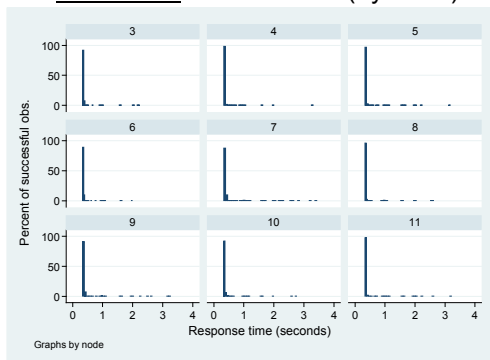 3 4 5
100
50
0
6 7 8
100
50
0
9 10 11
100
50
0
0 1 2 3 4 0 1 2 3 4 0 1 2 3 4
Percent of successful obs.
Response time (seconds)
Graphs by node